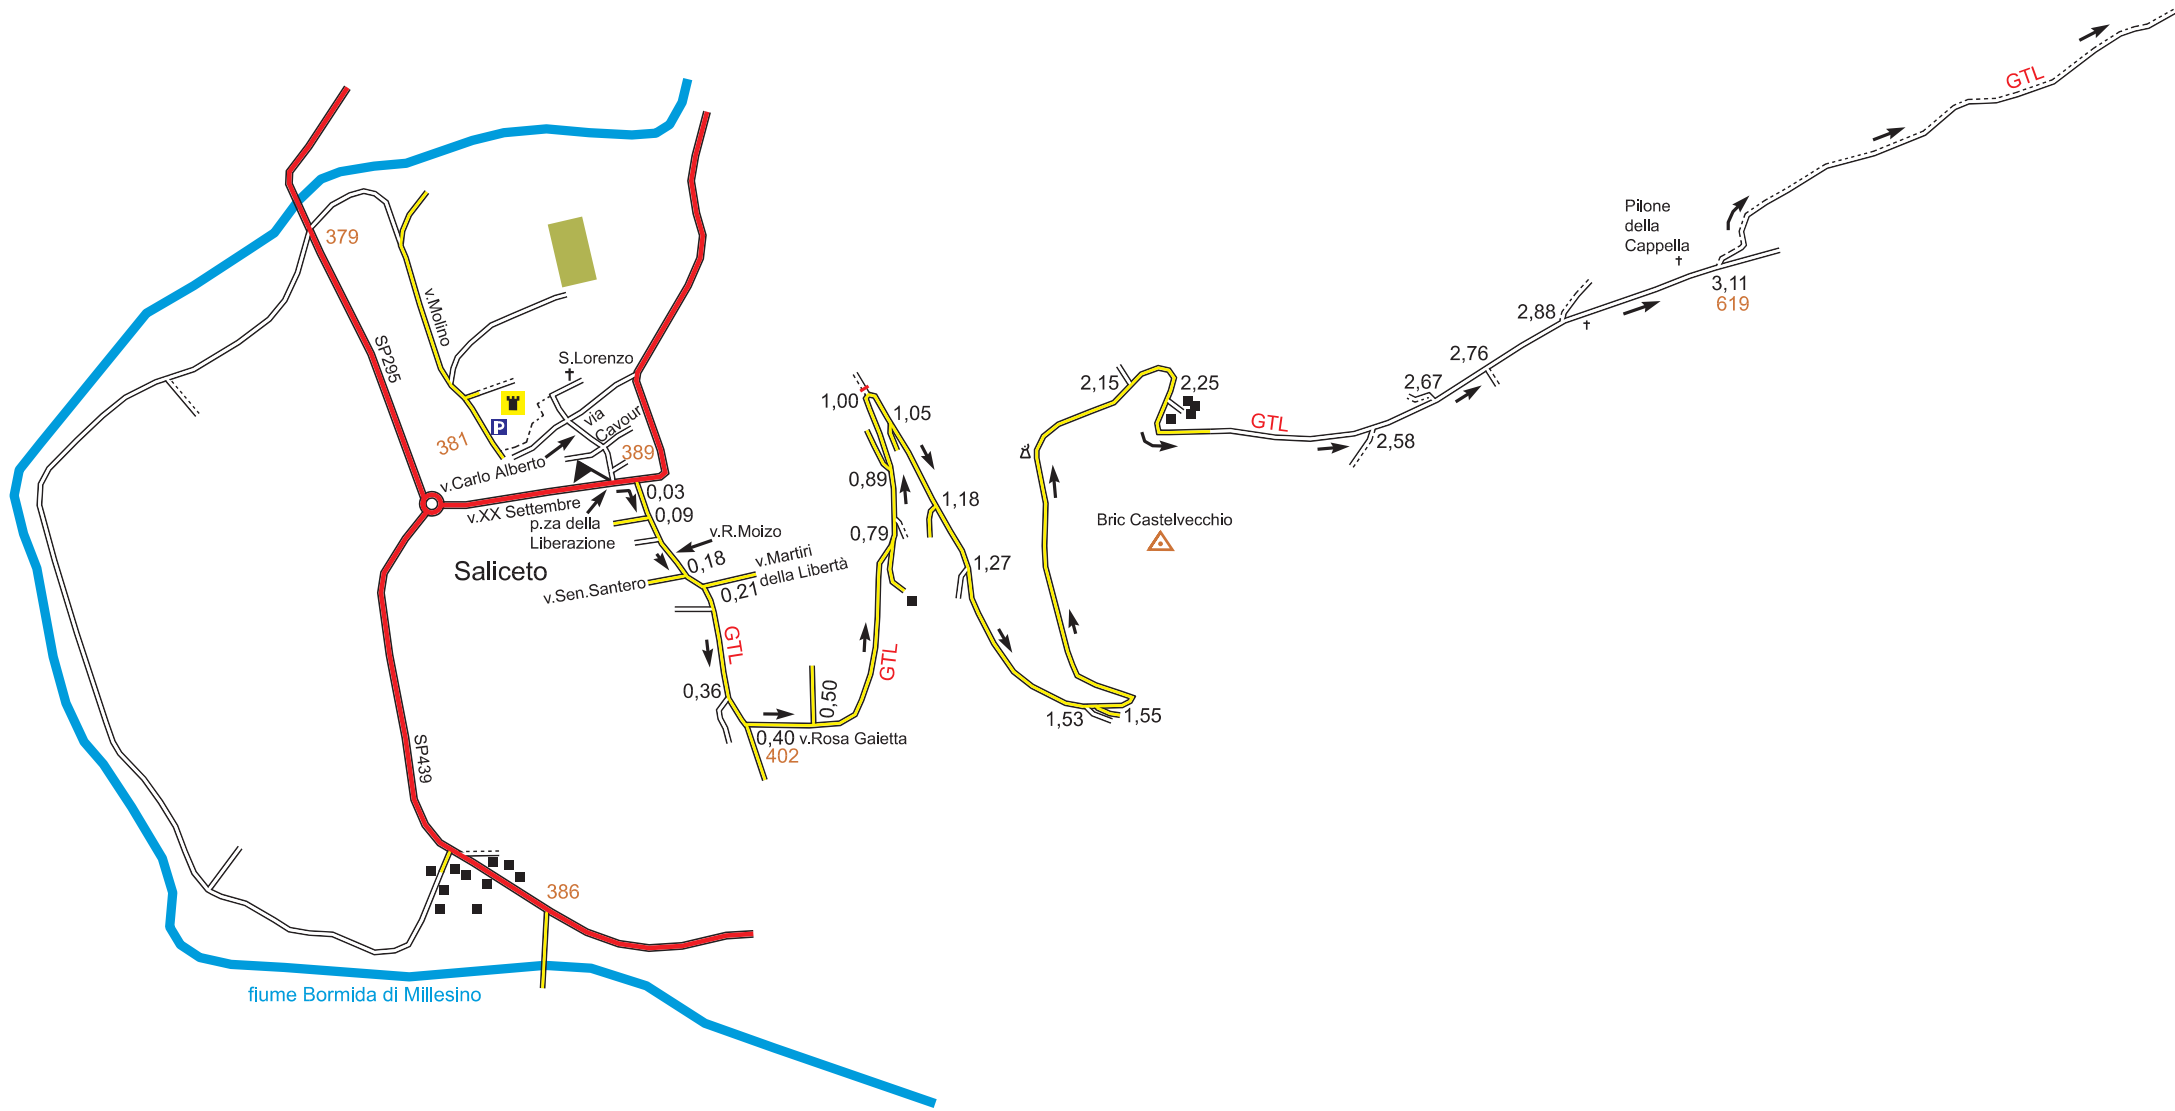 GTL
Pilone
della
Cappella
379
3,11
619
2,88
v.Molino
SP295
S.Lorenzo
2,76
2,15
2,25
2,67
1,00
1,05
via
Cavour
GTL
2,58
381
389
v.Carlo Alberto
0,89
0,03
1,18
v.XX Settembre
0,09
p.za della
Liberazione
Bric Castelvecchio
v.R.Moizo
0,79
0,18
v.Martiri
della Libertà
1,27
Saliceto
v.Sen.Santero
0,21
GTL
GTL
0,36
0,50
1,53
1,55
0,40
v.Rosa Gaietta
402
SP439
386
fiume Bormida di Millesino
P